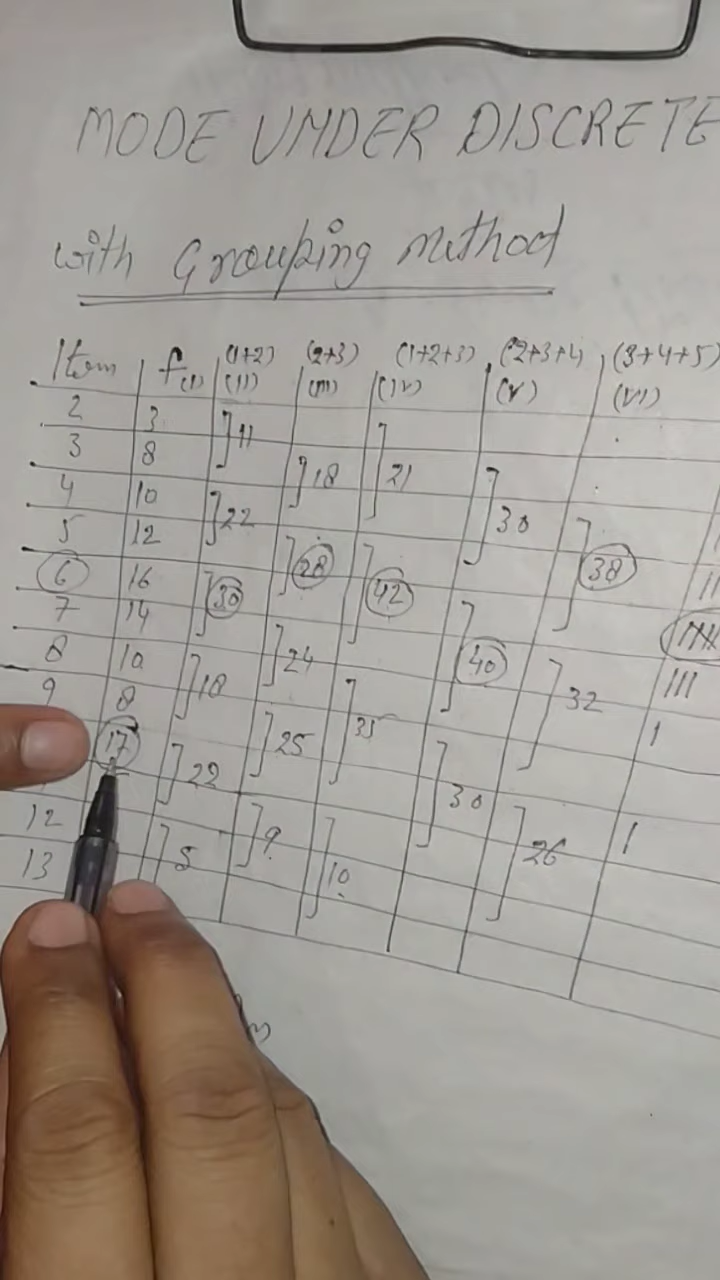 MODE UNDER DISCRETE
with Grouping Method
Item f(I) (1+2) (II) (2+3) (III) (1+2+3) (IV) (2+3+4) (V) (3+4+5) (VI)
2 3 11
3 8 18 21
4 10 22 30
5 12 28 38 |
6 16 30 42 ||
7 14 40
8 10 18 24 32 |||
9 8 35 |
17 22 25 30
12 9 26 |
13 5 10